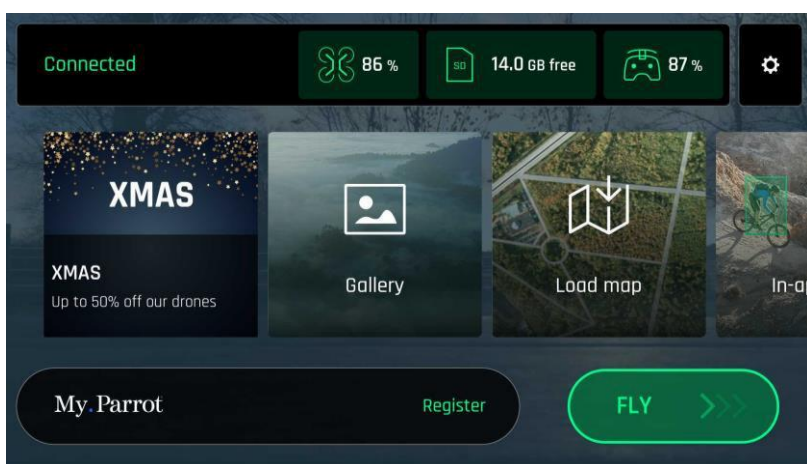 Connected
86 %
SD
14.0 GB free
87 %
XMAS
XMAS
Up to 50% off our drones
Gallery
Load map
In-a
My.Parrot
Register
FLY